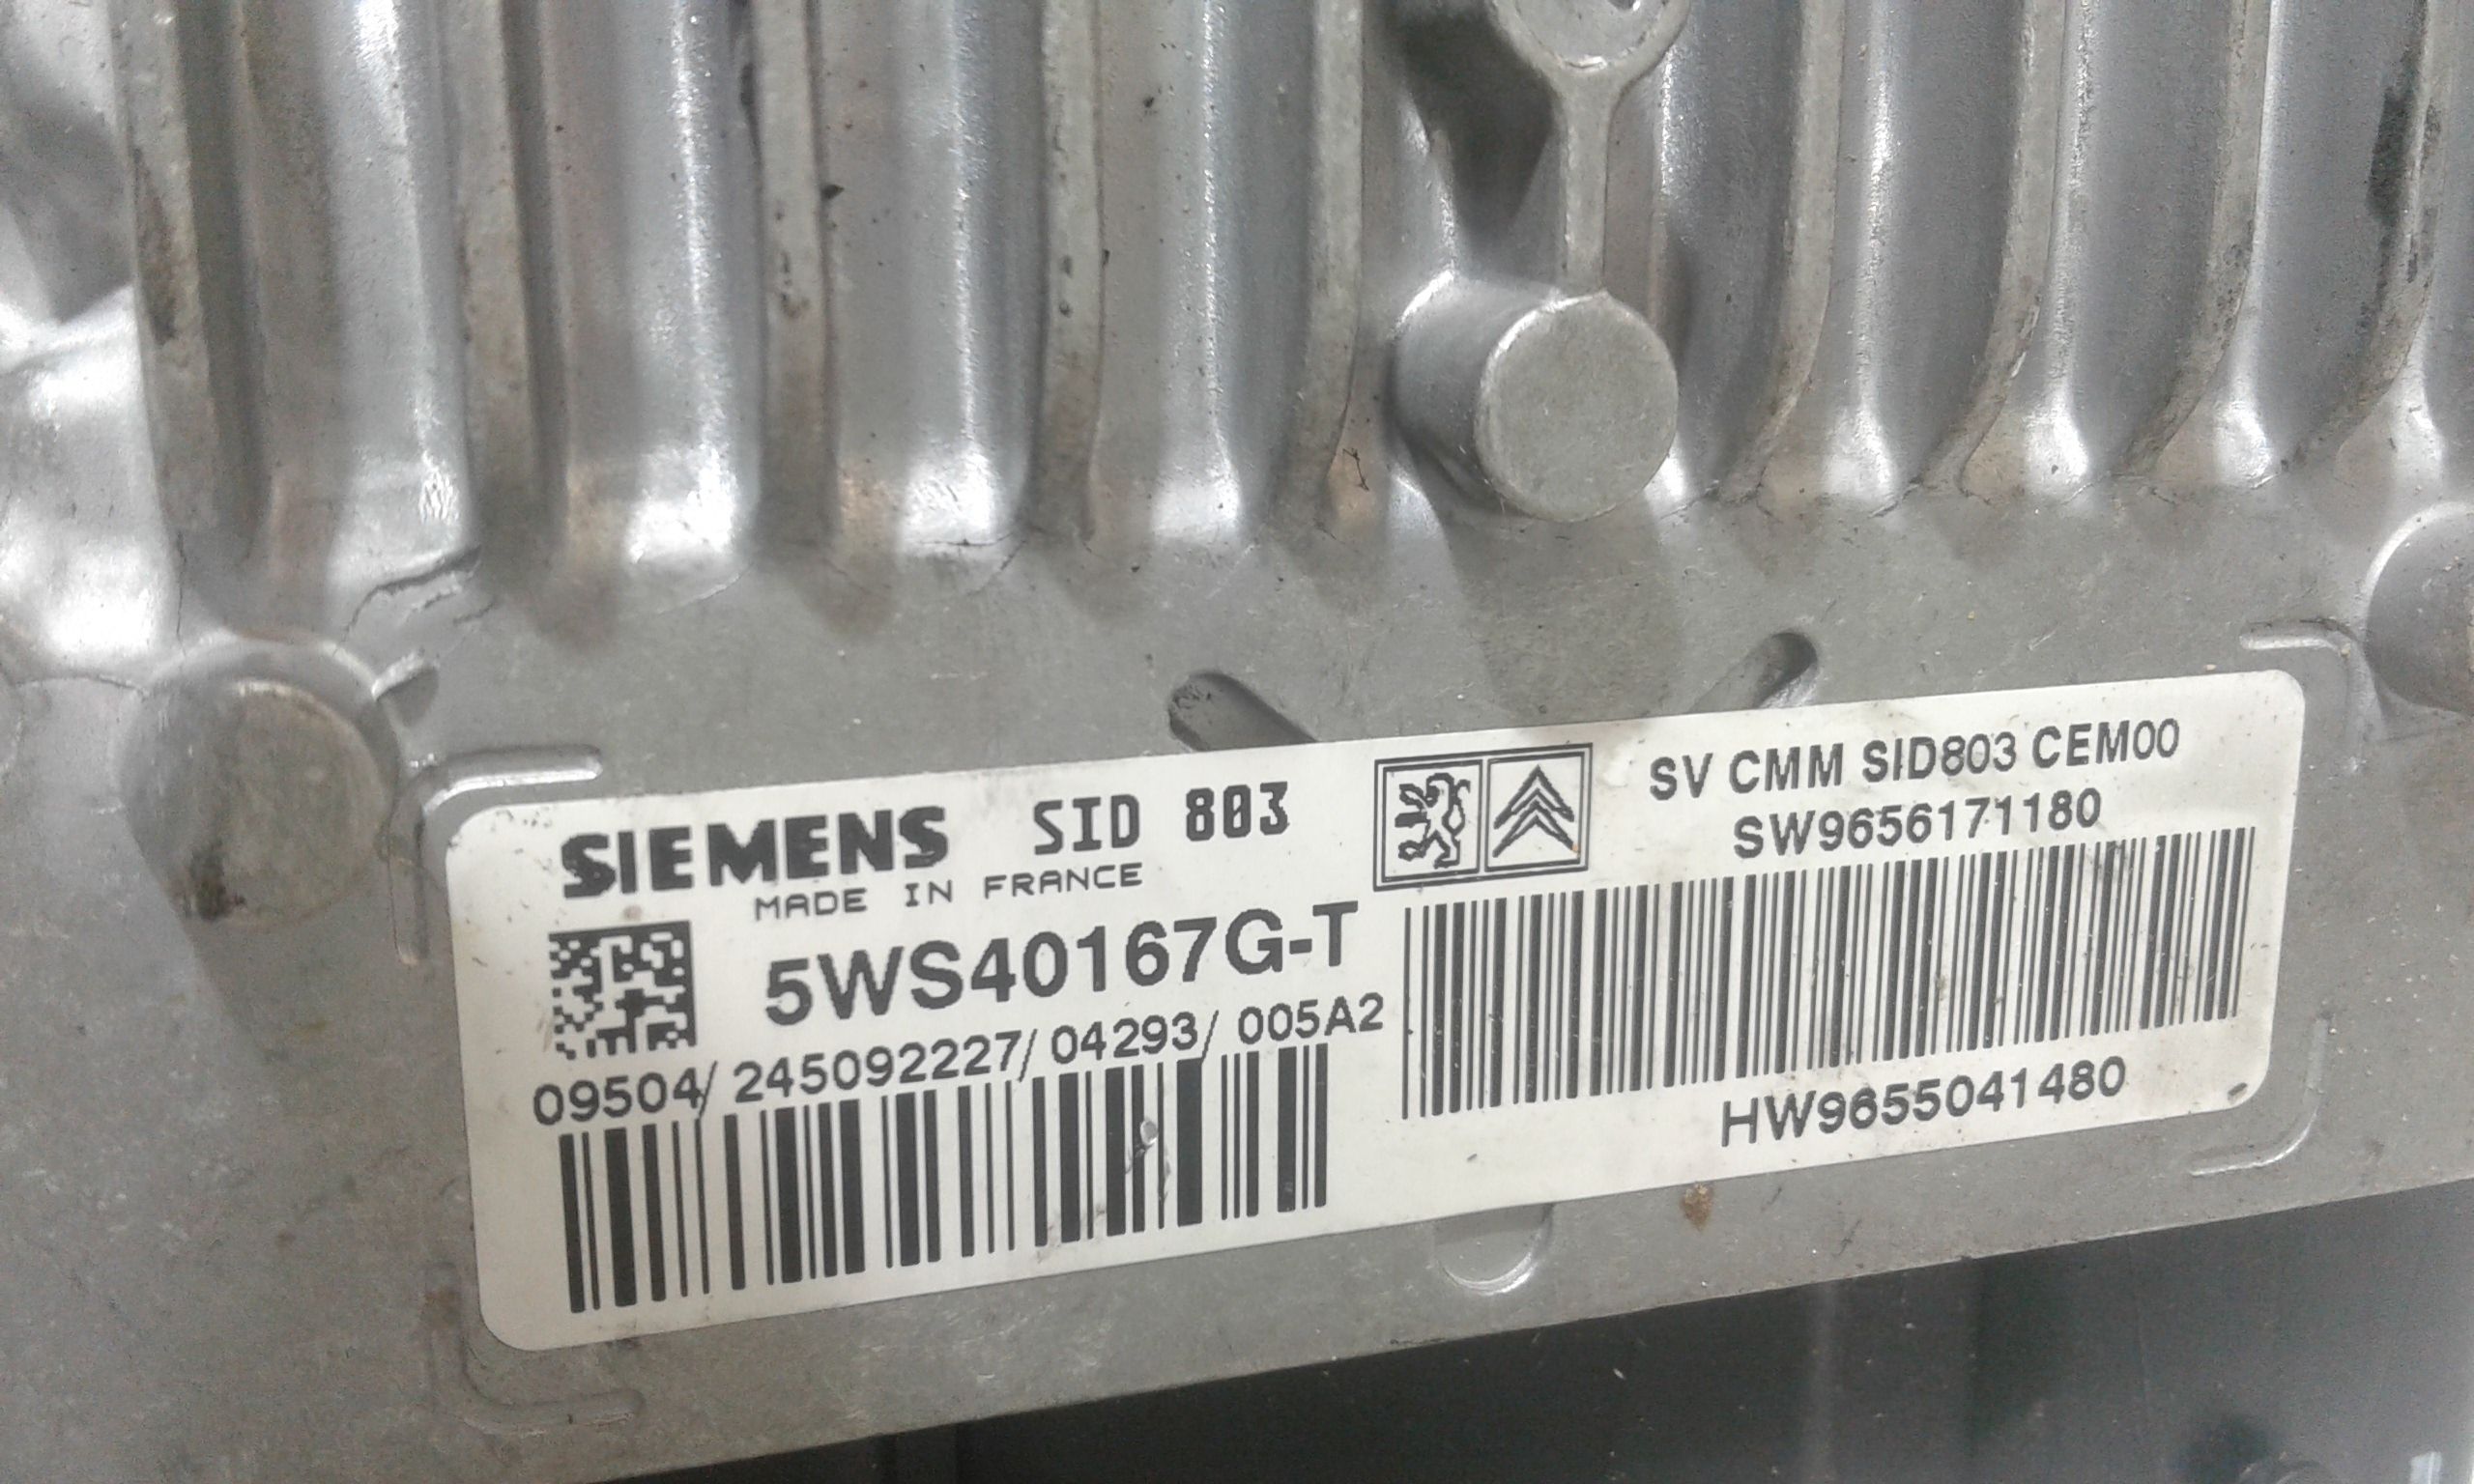 SIEMENS SID 803
MADE IN FRANCE
5WS40167G-T
09504/245092227/04293/005A2
SV CMM SID803 CEM00
SW9656171180
HW9655041480